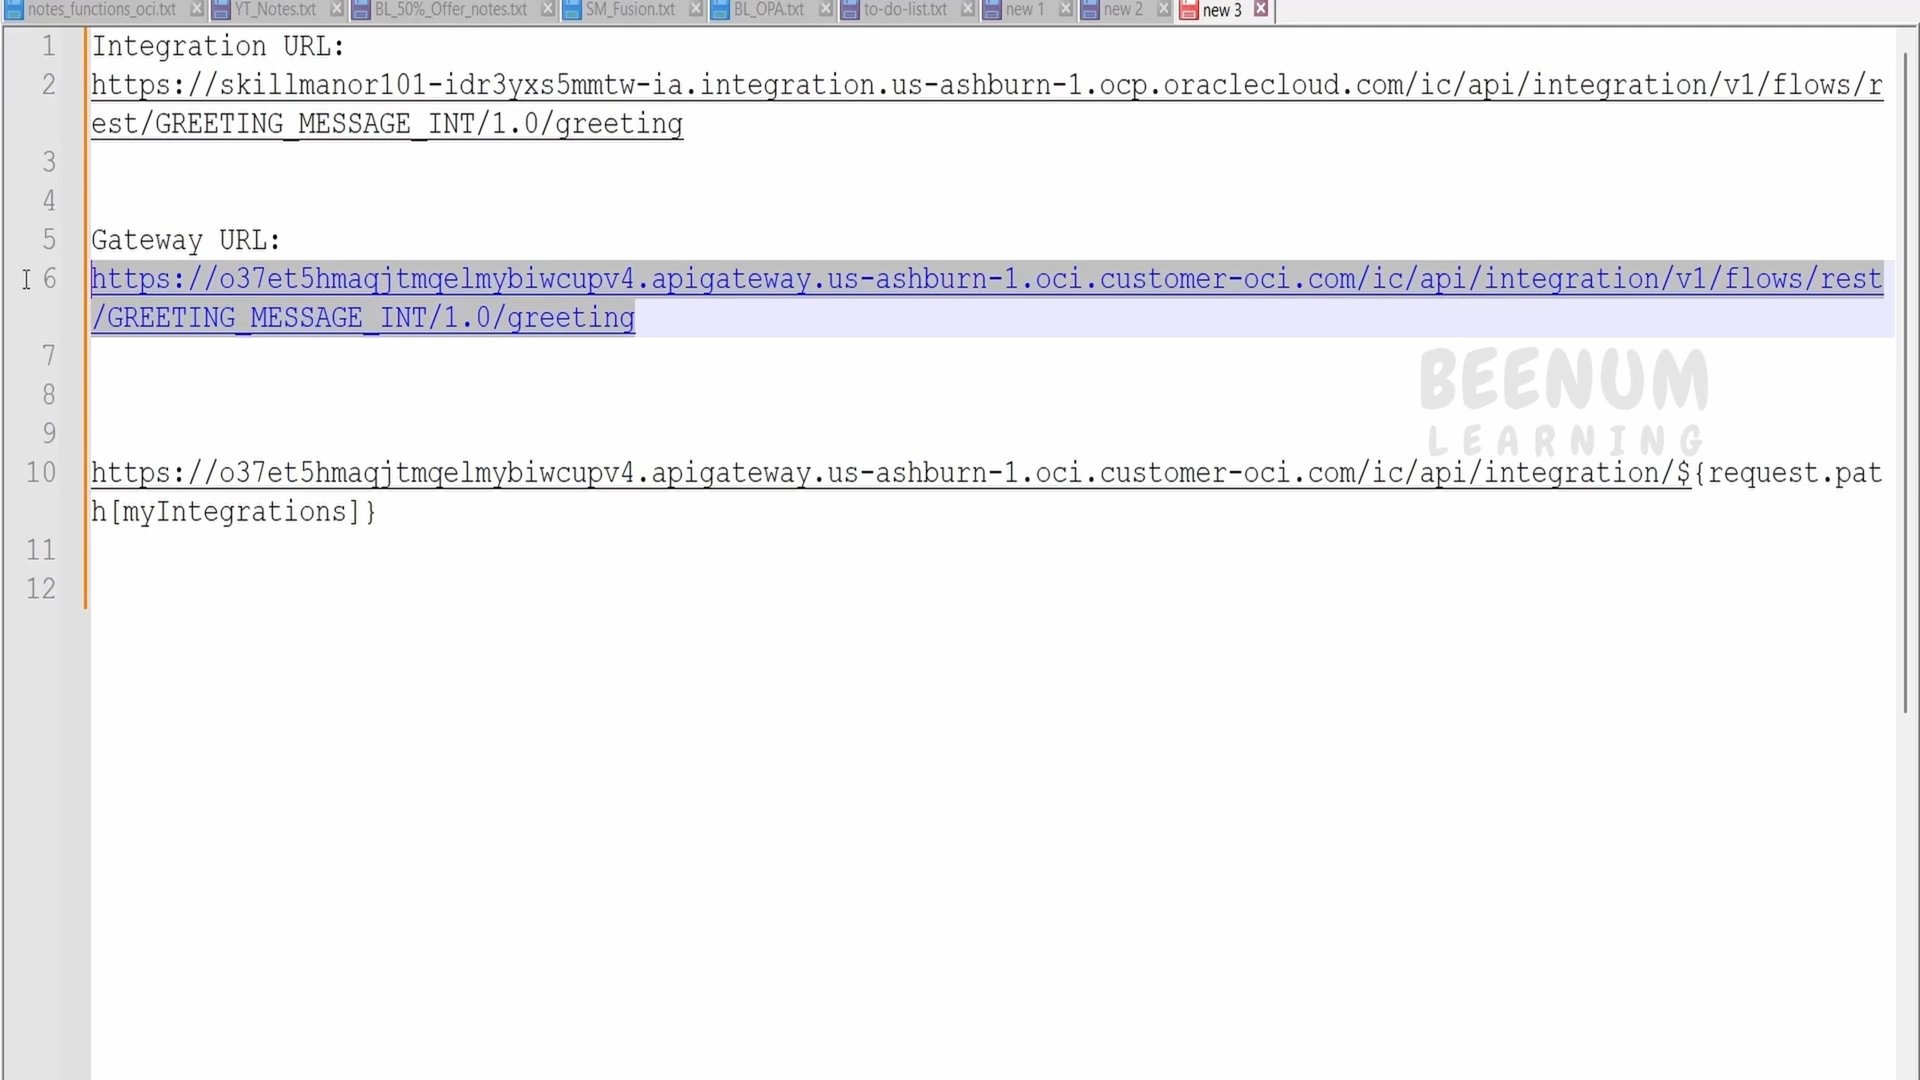 notes_functions_oci.txt YT_Notes.txt BL_50%_Offer_notes.txt SM_Fusion.txt BL_OPA.txt to-do-list.txt new 1 new 2 new 3
1 Integration URL:
2 https://skillmanor101-idr3yxs5mmtw-ia.integration.us-ashburn-1.ocp.oraclecloud.com/ic/api/integration/v1/flows/r
est/GREETING_MESSAGE_INT/1.0/greeting
3
4
5 Gateway URL:
6 https://o37et5hmaqjtmqelmybiwcupv4.apigateway.us-ashburn-1.oci.customer-oci.com/ic/api/integration/v1/flows/rest
/GREETING_MESSAGE_INT/1.0/greeting
7
BEENUM
8
LEARNING
9
10 https://o37et5hmaqjtmqelmybiwcupv4.apigateway.us-ashburn-1.oci.customer-oci.com/ic/api/integration/${request.pat
h[myIntegrations]}
11
12